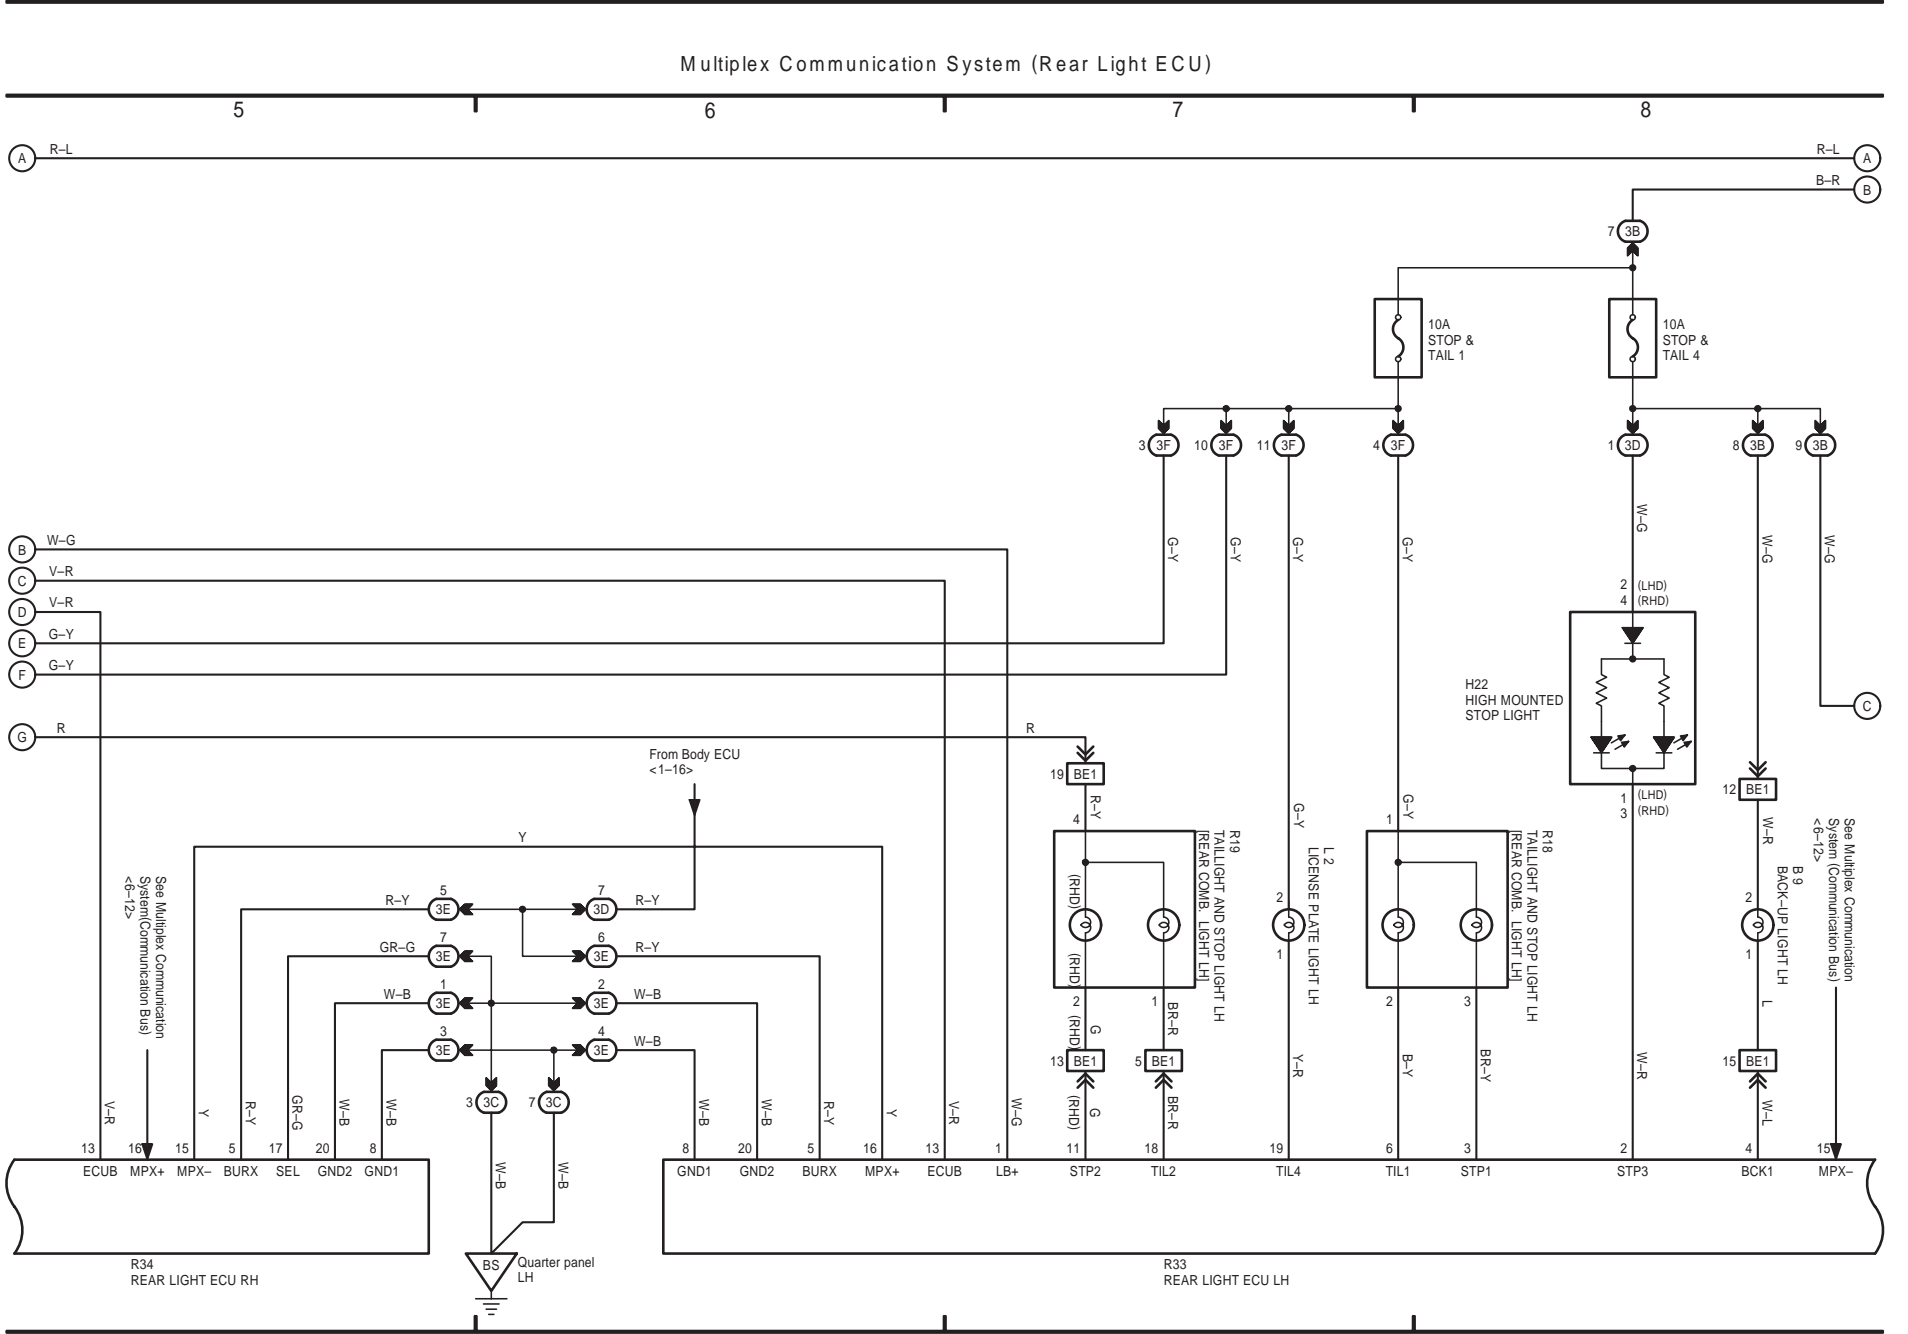 Multiplex Communication System (Rear Light ECU)
5
6
7
8
A
R–L
R–L
A
B–R
B
7
3B
10A
STOP &
TAIL 1
10A
STOP &
TAIL 4
3
3F
10
3F
11
3F
4
3F
1
3D
8
3B
9
3B
B
W–G
C
V–R
D
V–R
E
G–Y
F
G–Y
G
R
R
G–Y
G–Y
G–Y
G–Y
W–G
W–G
W–G
2 (LHD)
4 (RHD)
H22
HIGH MOUNTED
STOP LIGHT
C
1 (LHD)
3 (RHD)
From Body ECU
<1–16>
19
BE1
R–Y
4
G–Y
G–Y
1
12
BE1
W–R
Y
See Multiplex Communication
System(Communication Bus)
<6–12>
R–Y
5
3E
7
3D
R–Y
GR–G
7
3E
6
3E
R–Y
W–B
1
3E
2
3E
W–B
3
3E
4
3E
W–B
3
3C
7
3C
(RHD)
(RHD)
R19
TAILLIGHT AND STOP LIGHT LH
[REAR COMB. LIGHT LH]
2
1
L 2
LICENSE PLATE LIGHT LH
2
1
R18
TAILLIGHT AND STOP LIGHT LH
[REAR COMB. LIGHT LH]
2
3
B 9
BACK–UP LIGHT LH
2
1
See Multiplex Communication
System (Communication Bus)
<6–12>
G
(RHD)
BR–R
L
13
BE1
5
BE1
15
BE1
Y–R
B–Y
BR–Y
W–R
V–R
Y
R–Y
GR–G
W–B
W–B
W–B
W–B
R–Y
Y
V–R
W–G
G
(RHD)
BR–R
W–L
13
16
15
5
17
20
8
8
20
5
16
13
1
11
18
19
6
3
2
4
15
ECUB
MPX+
MPX–
BURX
SEL
GND2
GND1
W–B
W–B
GND1
GND2
BURX
MPX+
ECUB
LB+
STP2
TIL2
TIL4
TIL1
STP1
STP3
BCK1
MPX–
R34
REAR LIGHT ECU RH
BS
Quarter panel
LH
R33
REAR LIGHT ECU LH